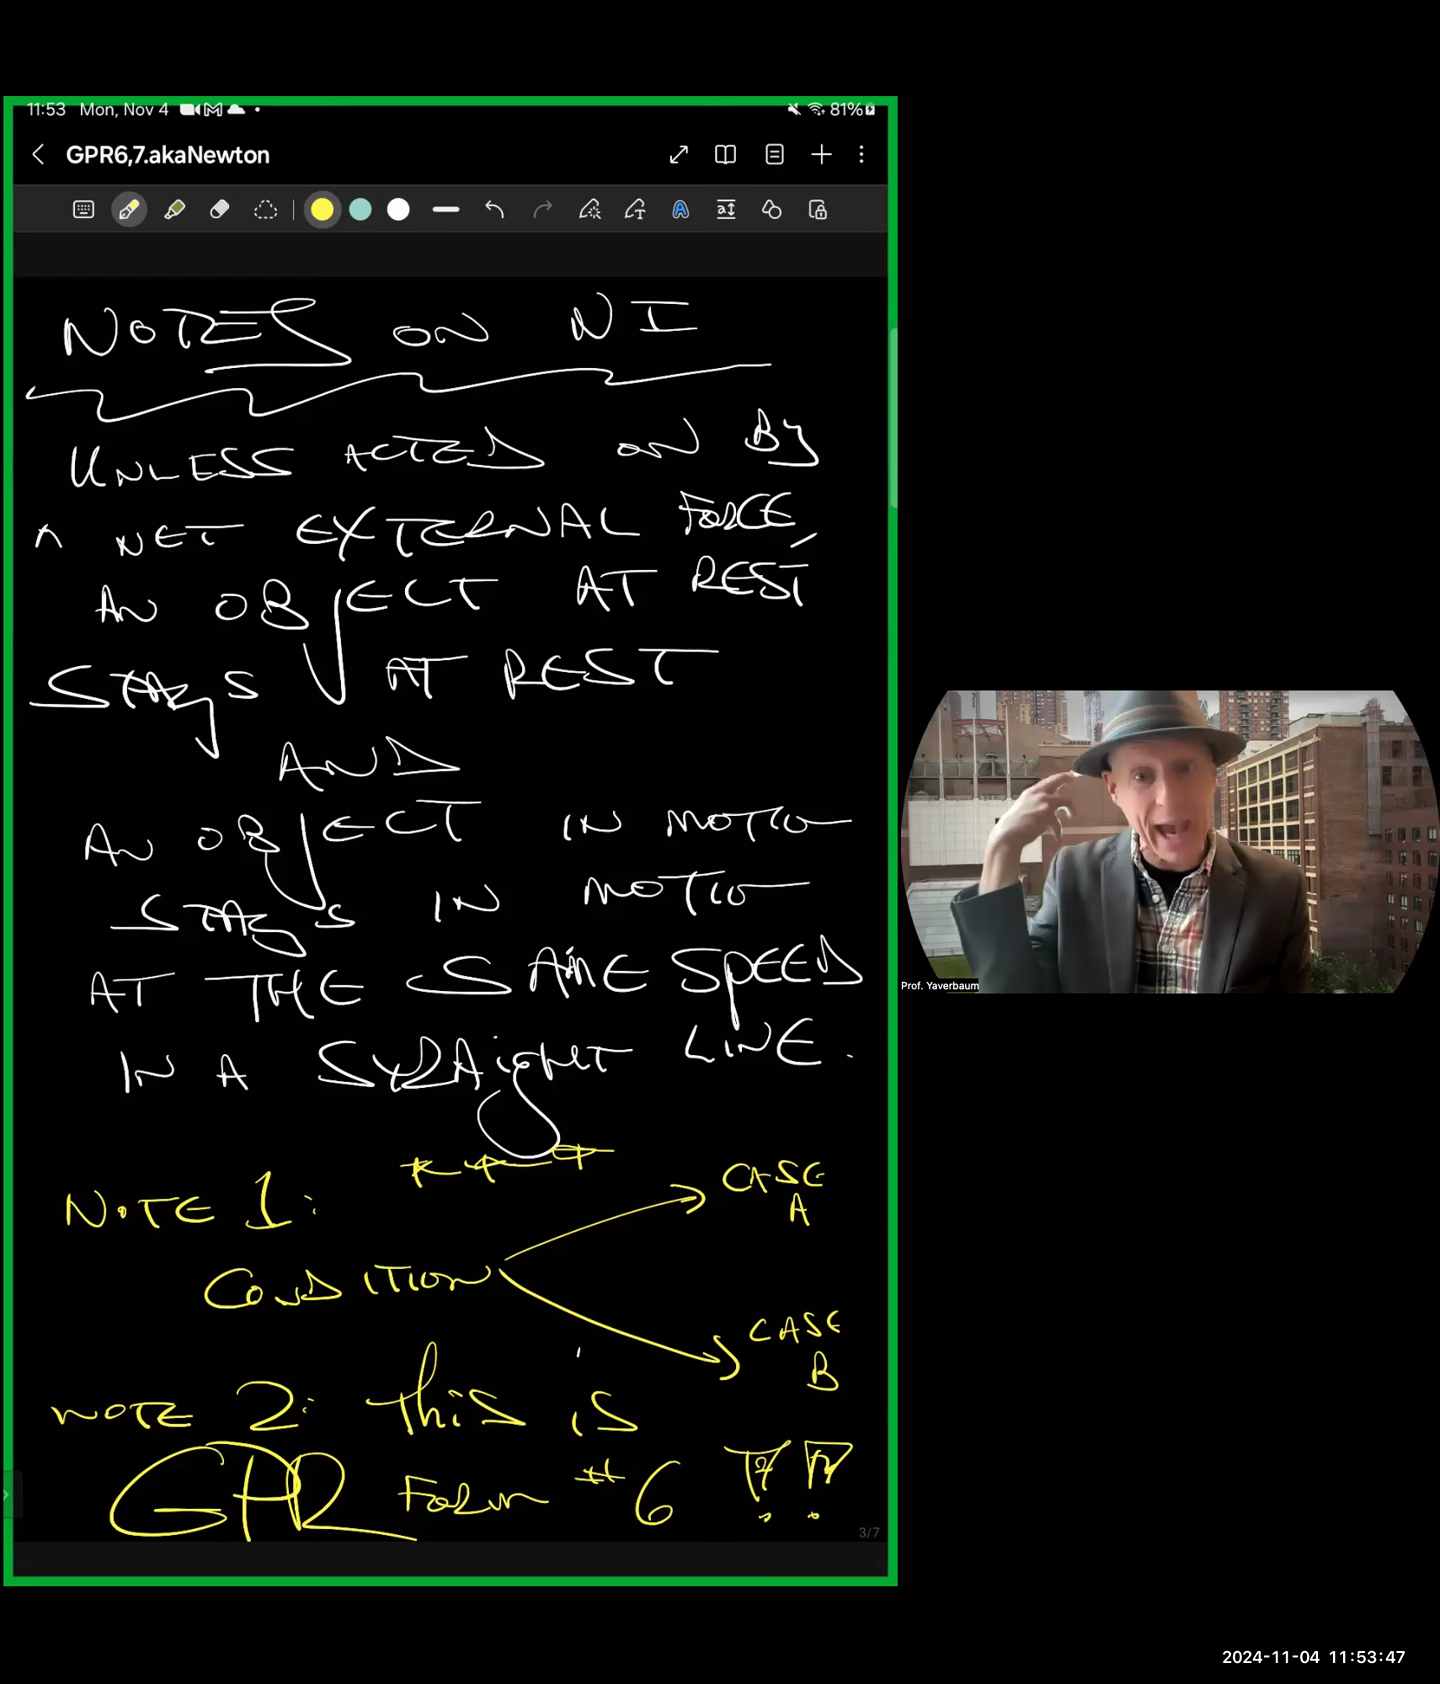 11:53 Mon, Nov 4 81%
GPR6,7.akaNewton
NOTES ON NI
UNLESS ACTED ON BY
A NET EXTERNAL FORCE,
AN OBJECT AT REST
STAYS AT REST
AND
AN OBJECT IN MOTION
STAYS IN MOTION
AT THE SAME SPEED
IN A STRAIGHT LINE.
NOTE 1:
CASE
A
CONDITION
CASE
B
NOTE 2: this is
GPR Form #6 !!
3/7
Prof. Yaverbaum
2024-11-04 11:53:47